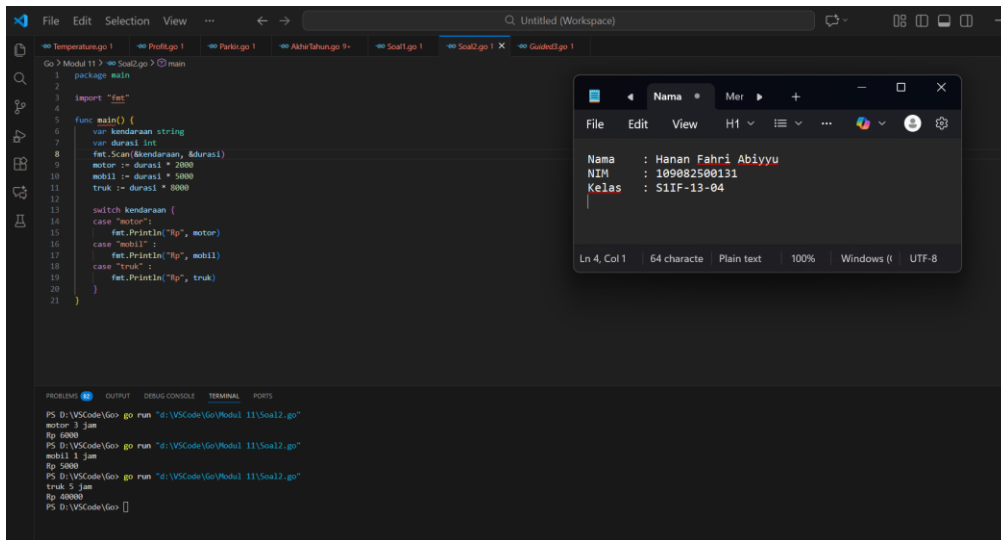 File Edit Selection View ··· Untitled (Workspace)
Temperature.go 1 Profit.go 1 Parkir.go 1 AkhirTahun.go 9+ Soal1.go 1 Soal2.go 1 Guided3.go 1
Go > Modul 11 > Soal2.go > main
1 package main
2
3 import "fmt"
4
5 func main() {
6 var kendaraan string
7 var durasi int
8 fmt.Scan(&kendaraan, &durasi)
9 motor := durasi * 2000
10 mobil := durasi * 5000
11 truk := durasi * 8000
12
13 switch kendaraan {
14 case "motor":
15 fmt.Println("Rp", motor)
16 case "mobil" :
17 fmt.Println("Rp", mobil)
18 case "truk" :
19 fmt.Println("Rp", truk)
20 }
21 }
Nama Mer
File Edit View H1 ···
Nama : Hanan Fahri Abiyyu
NIM : 109082500131
Kelas : S1IF-13-04
Ln 4, Col 1 64 characte Plain text 100% Windows (( UTF-8
PROBLEMS 82 OUTPUT DEBUG CONSOLE TERMINAL PORTS
PS D:\VSCode\Go> go run "d:\VSCode\Go\Modul 11\Soal2.go"
motor 3 jam
Rp 6000
PS D:\VSCode\Go> go run "d:\VSCode\Go\Modul 11\Soal2.go"
mobil 1 jam
Rp 5000
PS D:\VSCode\Go> go run "d:\VSCode\Go\Modul 11\Soal2.go"
truk 5 jam
Rp 40000
PS D:\VSCode\Go>